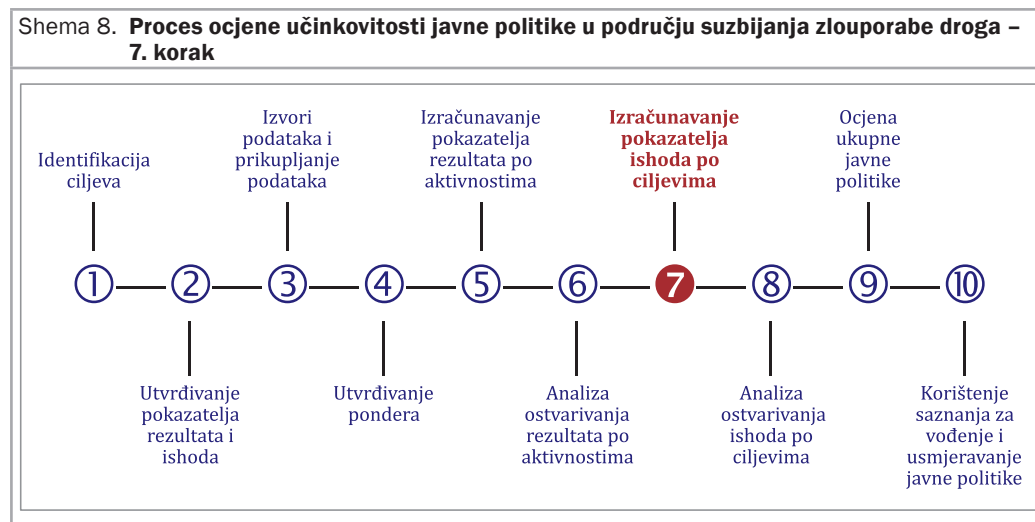 Shema 8. Proces ocjene učinkovitosti javne politike u području suzbijanja zlouporabe droga –
7. korak
Identifikacija
ciljeva
Izvori
podataka i
prikupljanje
podataka
Izračunavanje
pokazatelja
rezultata po
aktivnostima
Izračunavanje
pokazatelja
ishoda po
ciljevima
Ocjena
ukupne
javne
politike
1 2 3 4 5 6 7 8 9 10
Utvrđivanje
pokazatelja
rezultata i
ishoda
Utvrđivanje
pondera
Analiza
ostvarivanja
rezultata po
aktivnostima
Analiza
ostvarivanja
ishoda po
ciljevima
Korištenje
saznanja za
vođenje i
usmjeravanje
javne politike